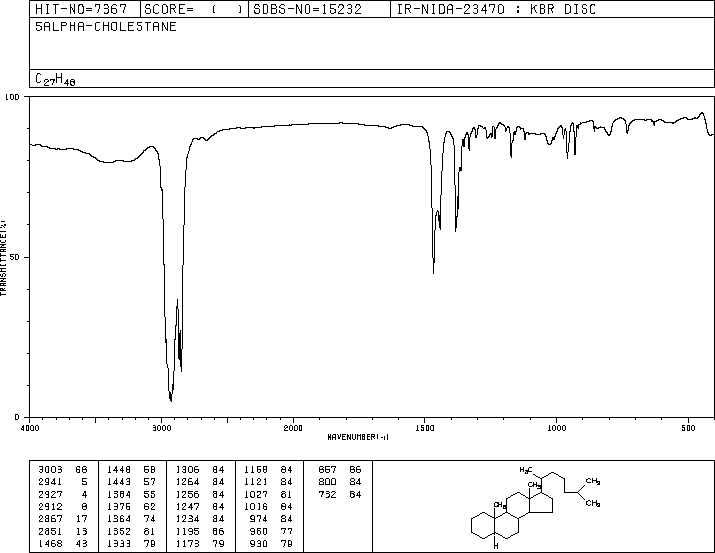 HIT-NO=7367 SCORE= ( ) SDBS-NO=15232 IR-NIDA-23470 : KBR DISC
5ALPHA-CHOLESTANE
C27H48
100
50
0
TRANSMITTANCE(%)
4000 3000 2000 1500 1000 500
WAVENUMBER(-1)
3003 68 1448 58 1306 84 1158 84 857 86
2941 5 1443 57 1264 84 1121 84 800 84
2927 4 1384 55 1256 84 1027 81 732 84
2912 8 1376 62 1247 84 1016 84
2867 17 1364 74 1234 84 974 84
2851 13 1352 81 1195 86 960 77
1468 43 1333 79 1173 79 930 79
H3C
CH3
CH3
CH3
CH3
H